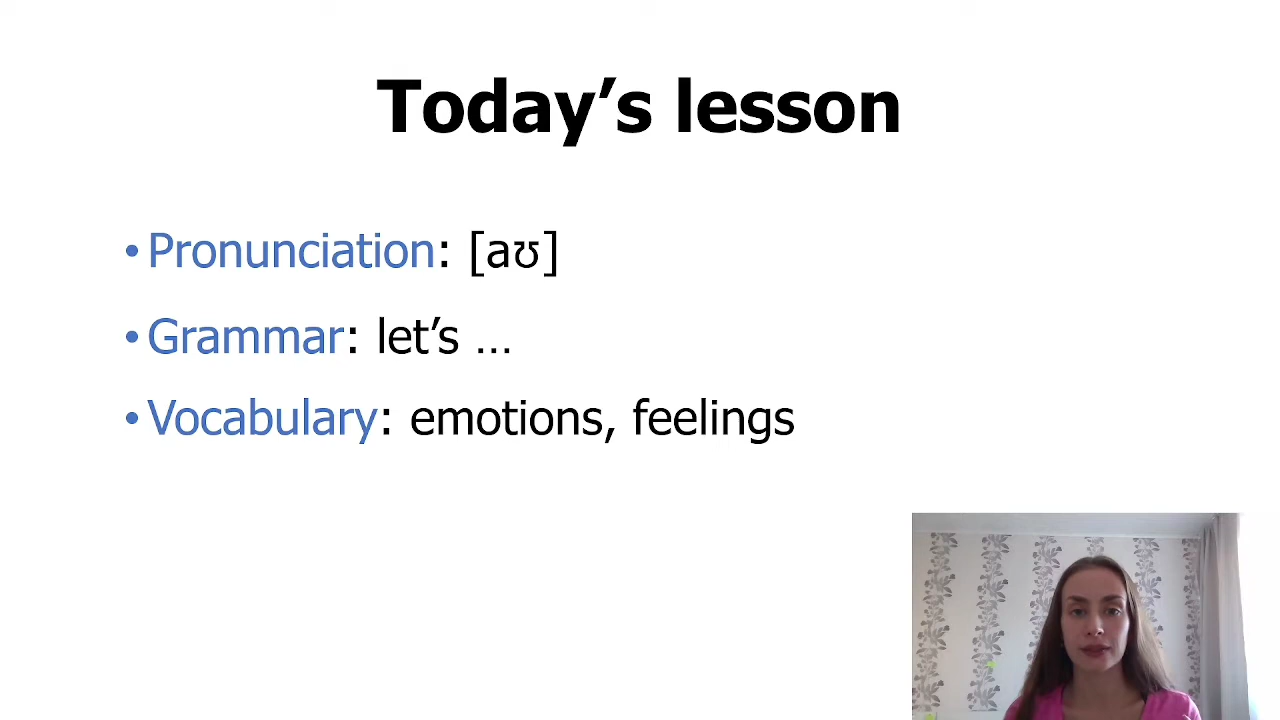 Today’s lesson
• Pronunciation: [aʊ]
• Grammar: let’s …
• Vocabulary: emotions, feelings